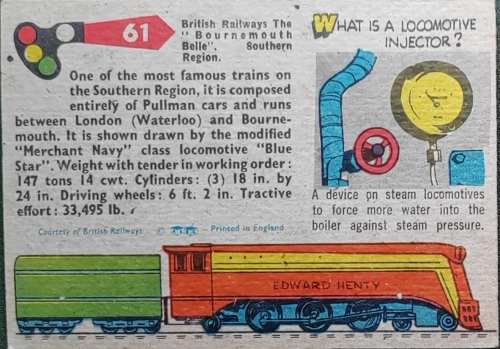 61
British Railways The
"Bournemouth
Belle". Southern
Region.
One of the most famous trains on
the Southern Region, it is composed
entirely of Pullman cars and runs
between London (Waterloo) and Bourne-
mouth. It is shown drawn by the modified
"Merchant Navy" class locomotive "Blue
Star". Weight with tender in working order:
147 tons 14 cwt. Cylinders: (3) 18 in. by
24 in. Driving wheels: 6 ft. 2 in. Tractive
effort: 33,495 lb.
Courtesy of British Railways © Printed in England
WHAT IS A LOCOMOTIVE
INJECTOR?
A device on steam locomotives
to force more water into the
boiler against steam pressure.
EDWARD HENTY